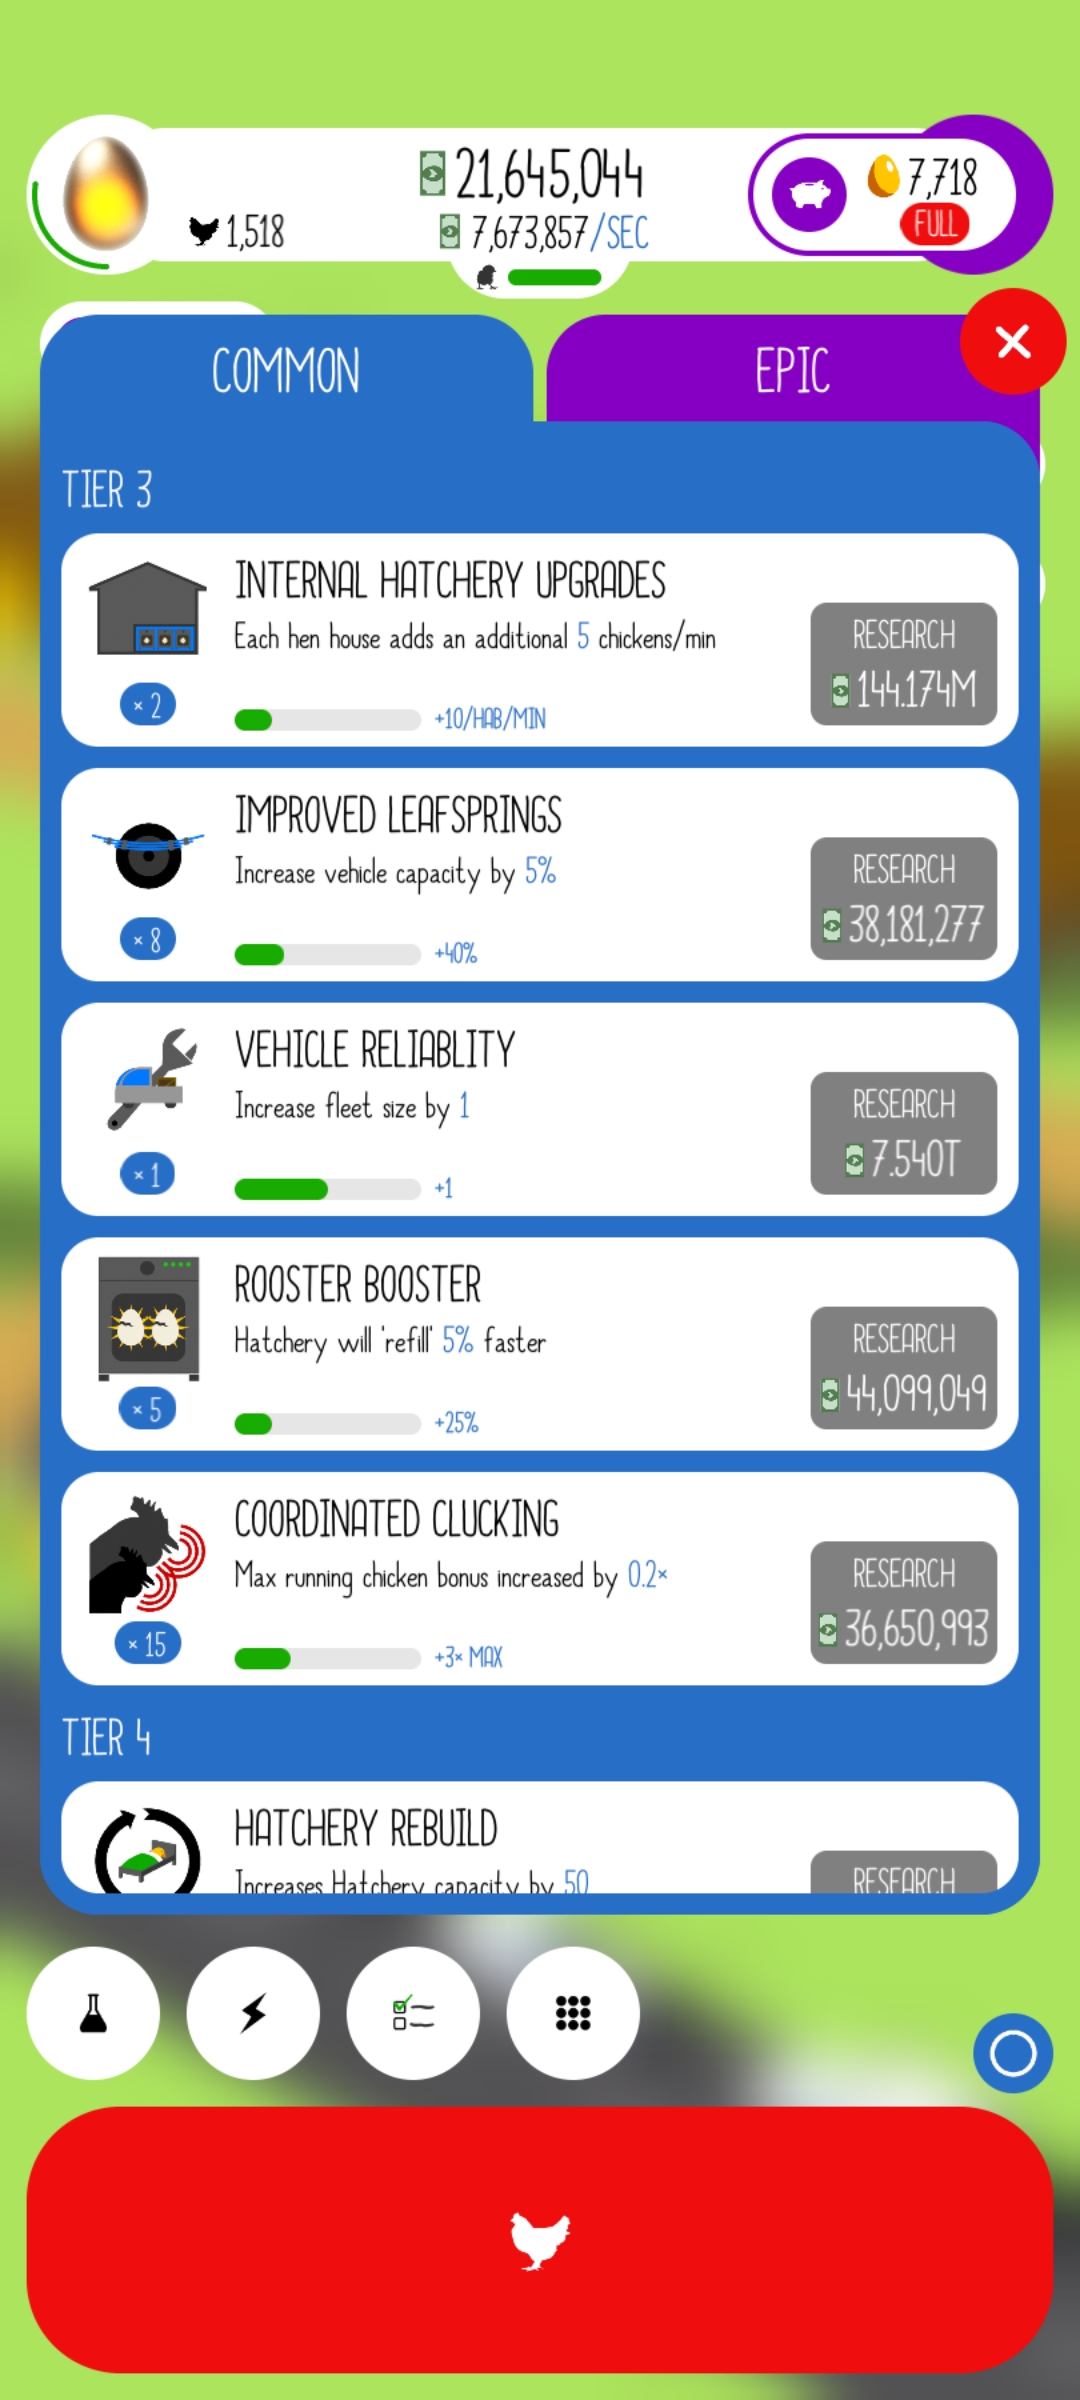 21,645,044
1,518
7,673,857/SEC
7,718
FULL
COMMON
EPIC
TIER 3
INTERNAL HATCHERY UPGRADES
Each hen house adds an additional 5 chickens/min
RESEARCH
144.174M
× 2
+10/HAB/MIN
IMPROVED LEAFSPRINGS
Increase vehicle capacity by 5%
RESEARCH
38,181,277
× 8
+40%
VEHICLE RELIABLITY
Increase fleet size by 1
RESEARCH
7.540T
× 1
+1
ROOSTER BOOSTER
Hatchery will 'refill' 5% faster
RESEARCH
44,099,049
× 5
+25%
COORDINATED CLUCKING
Max running chicken bonus increased by 0.2×
RESEARCH
36,650,993
× 15
+3× MAX
TIER 4
HATCHERY REBUILD
Increases Hatchery capacity by 50
RESEARCH